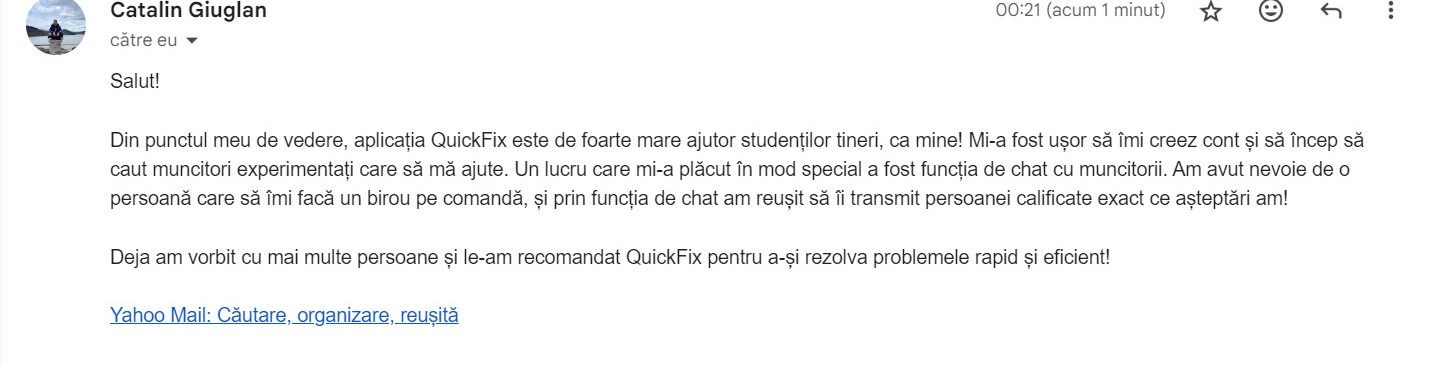 Catalin Giuglan
00:21 (acum 1 minut)
către eu
Salut!
Din punctul meu de vedere, aplicația QuickFix este de foarte mare ajutor studenților tineri, ca mine! Mi-a fost ușor să îmi creez cont și să încep să
caut muncitori experimentați care să mă ajute. Un lucru care mi-a plăcut în mod special a fost funcția de chat cu muncitorii. Am avut nevoie de o
persoană care să îmi facă un birou pe comandă, și prin funcția de chat am reușit să îi transmit persoanei calificate exact ce așteptări am!
Deja am vorbit cu mai multe persoane și le-am recomandat QuickFix pentru a-și rezolva problemele rapid și eficient!
Yahoo Mail: Căutare, organizare, reușită